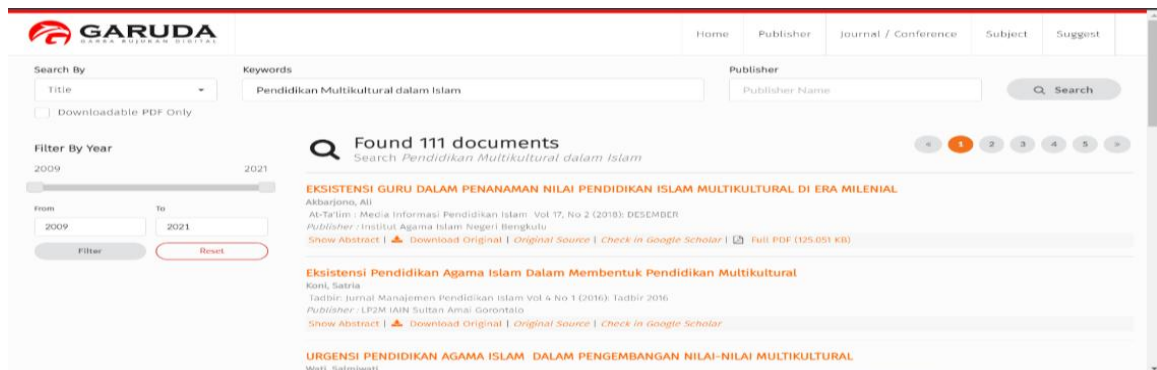 GARUDA
GARBA RUJUKAN DIGITAL
Home Publisher Journal / Conference Subject Suggest
Search By Keywords Publisher
Title Pendidikan Multikultural dalam Islam Publisher Name Search
Downloadable PDF Only
Filter By Year
2009 2021
From To
2009 2021
Filter Reset
Found 111 documents
Search Pendidikan Multikultural dalam Islam
« 1 2 3 4 5 »
EKSISTENSI GURU DALAM PENANAMAN NILAI PENDIDIKAN ISLAM MULTIKULTURAL DI ERA MILENIAL
Akbarjono, Ali
At-Ta'lim : Media Informasi Pendidikan Islam Vol 17, No 2 (2018): DESEMBER
Publisher : Institut Agama Islam Negeri Bengkulu
Show Abstract | Download Original | Original Source | Check in Google Scholar | Full PDF (125.051 KB)
Eksistensi Pendidikan Agama Islam Dalam Membentuk Pendidikan Multikultural
Koni, Satria
Tadbir: Jurnal Manajemen Pendidikan Islam Vol 4 No 1 (2016): Tadbir 2016
Publisher : LP2M IAIN Sultan Amai Gorontalo
Show Abstract | Download Original | Original Source | Check in Google Scholar
URGENSI PENDIDIKAN AGAMA ISLAM DALAM PENGEMBANGAN NILAI-NILAI MULTIKULTURAL
Wati, Salmiwati